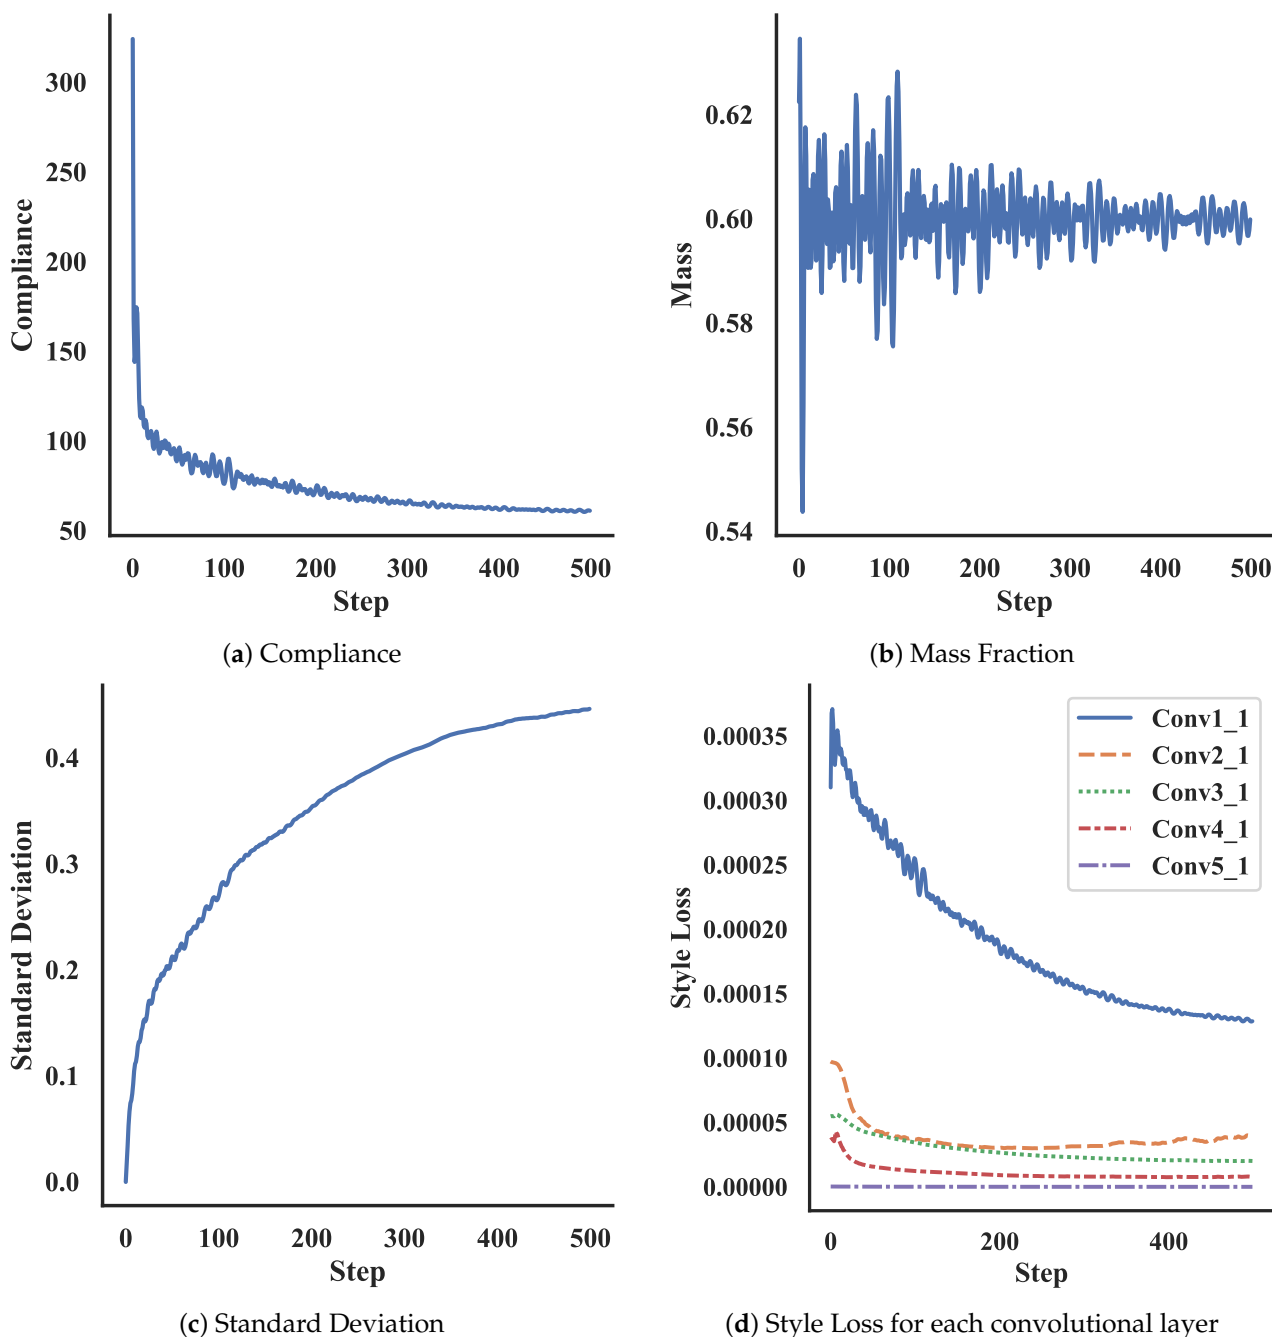 300
250
200
150
100
50
Compliance
0 100 200 300 400 500
Step
(a) Compliance
0.62
0.60
0.58
0.56
0.54
Mass
0 100 200 300 400 500
Step
(b) Mass Fraction
0.4
0.3
0.2
0.1
0.0
Standard Deviation
0 100 200 300 400 500
Step
(c) Standard Deviation
0.00035
0.00030
0.00025
0.00020
0.00015
0.00010
0.00005
0.00000
Style Loss
Conv1_1
Conv2_1
Conv3_1
Conv4_1
Conv5_1
0 200 400
Step
(d) Style Loss for each convolutional layer